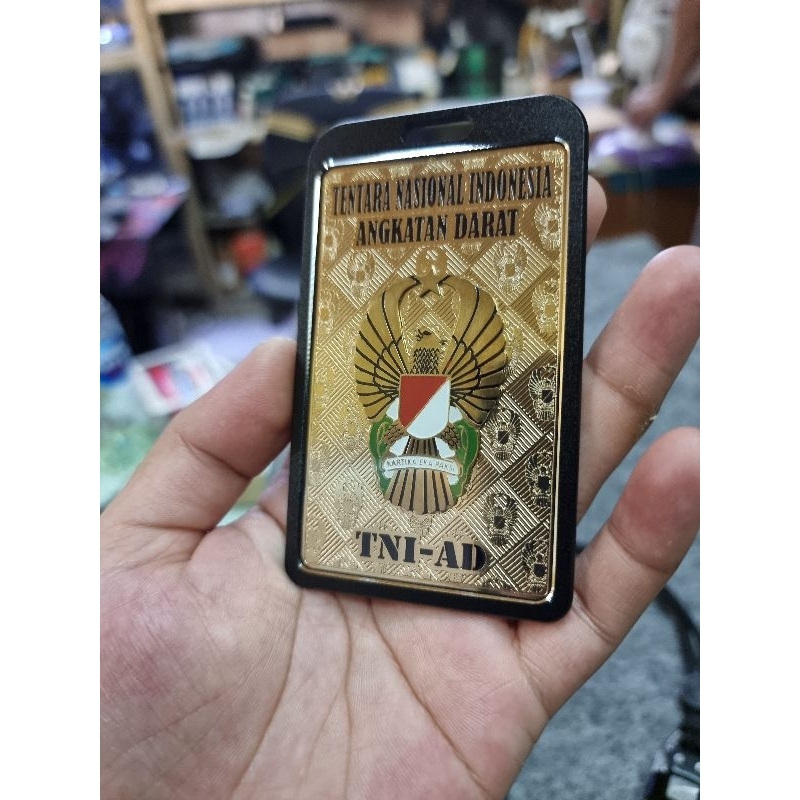 TENTARA NASIONAL INDONESIA
ANGKATAN DARAT
KARTIKA EKA PAKSI
TNI-AD